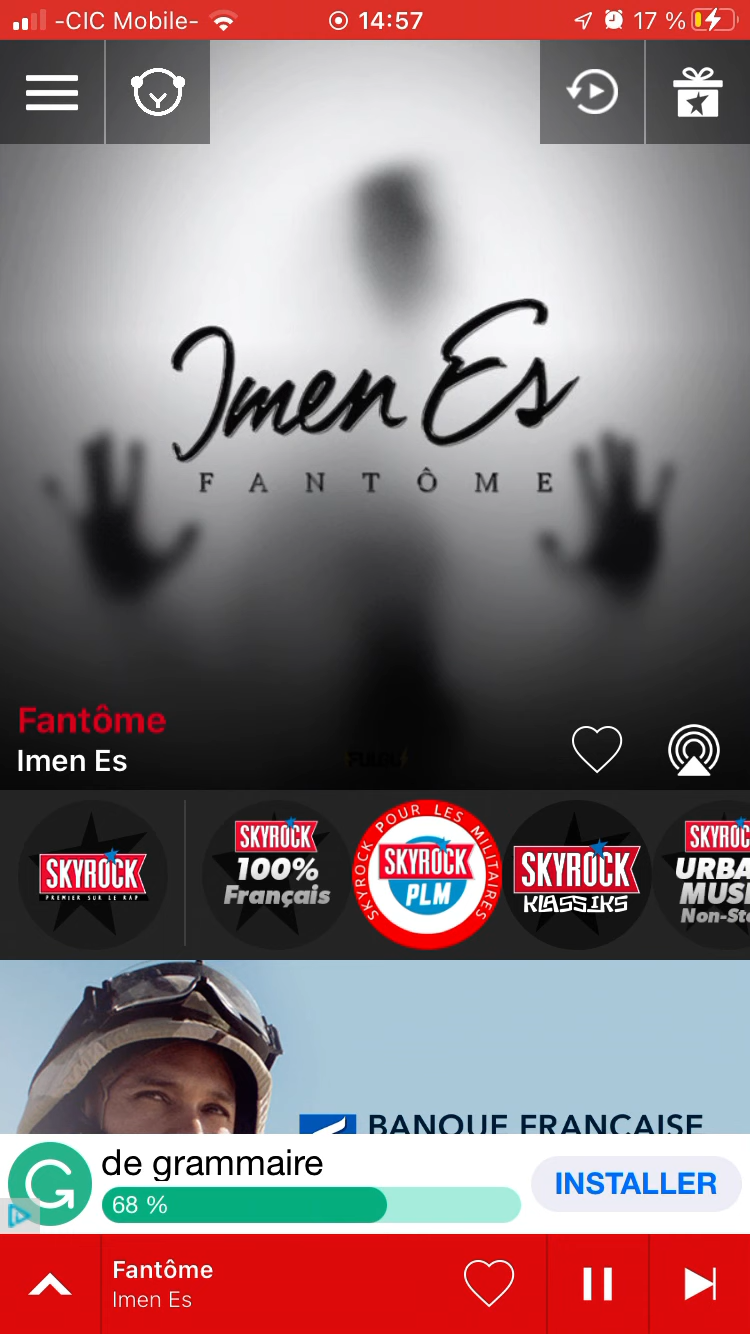 -CIC Mobile- 14:57 17 %
Imen Es
FANTÔME
Fantôme
Imen Es
SKYROCK
PREMIER SUR LE RAP
SKYROCK
100%
Français
SKYROCK POUR LES MILITAIRES
SKYROCK
PLM
SKYROCK
KLASSIKS
SKYROC
URBA
MUSI
Non-Sto
BANQUE FRANÇAISE
de grammaire
68 %
INSTALLER
Fantôme
Imen Es